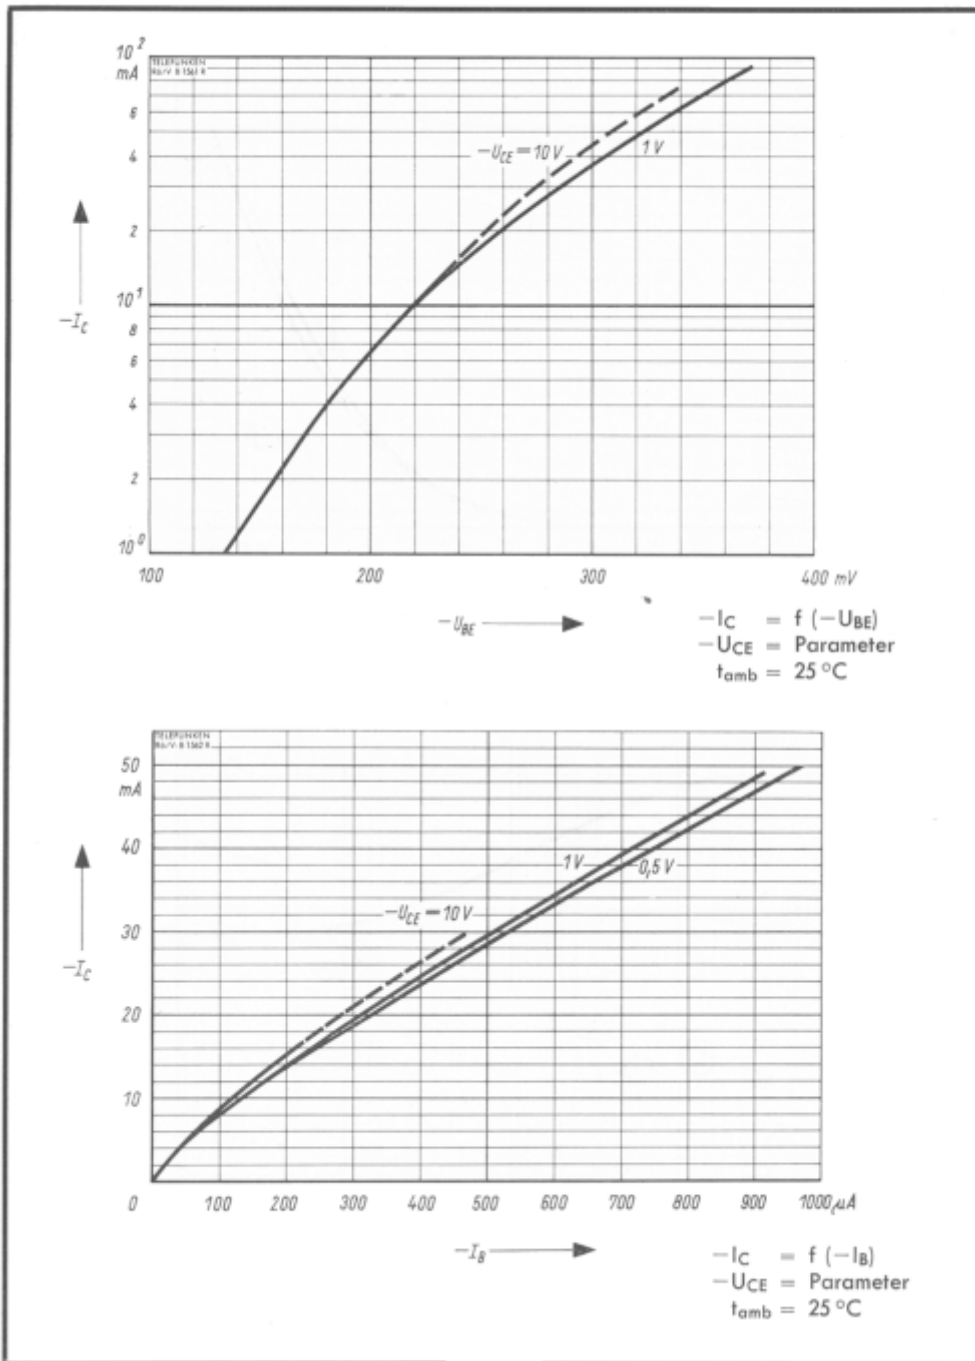 10² mA
TELEFUNKEN
6
4
2
10¹
8
6
4
2
10⁰
-U_CE = 10 V
1 V
-I_C
100 200 300 400 mV
-U_BE
-I_C = f (-U_BE)
-U_CE = Parameter
t_amb = 25 °C
TELEFUNKEN
50
mA
40
30
20
10
0 100 200 300 400 500 600 700 800 900 1000 µA
1 V
0,5 V
-U_CE = 10 V
-I_C
-I_B
-I_C = f (-I_B)
-U_CE = Parameter
t_amb = 25 °C